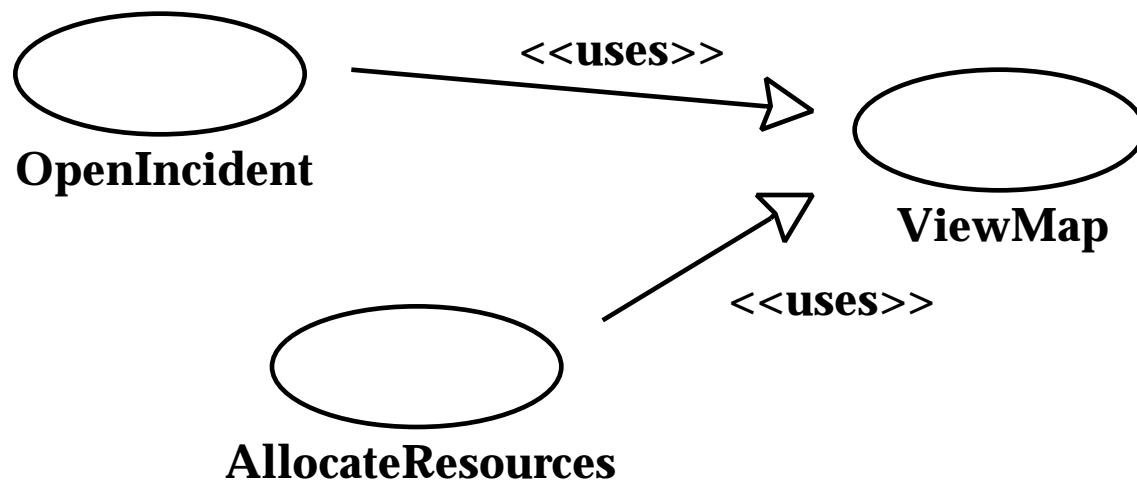 <<uses>>
OpenIncident
ViewMap
<<uses>>
AllocateResources